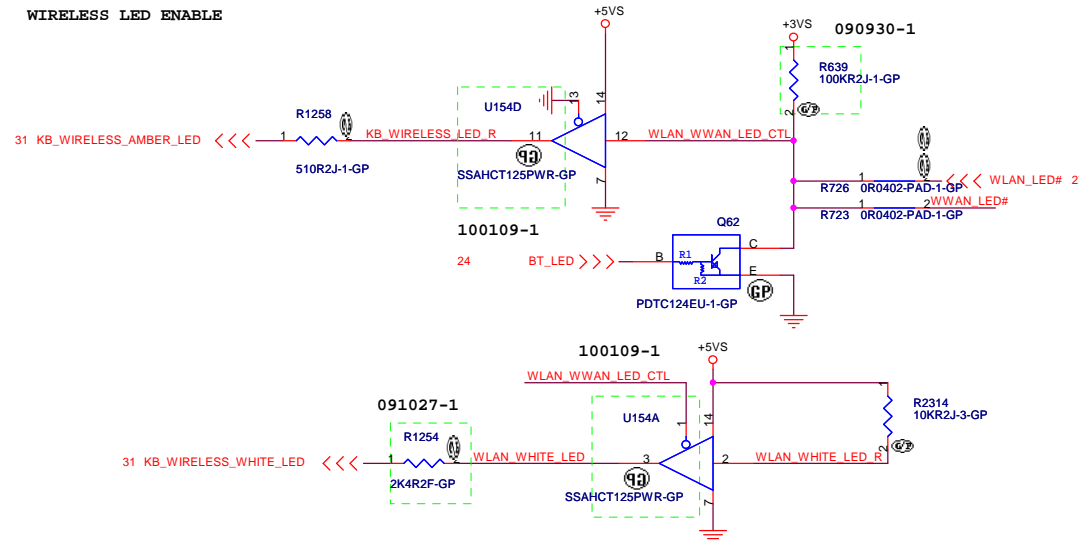 WIRELESS LED ENABLE
+5VS
+3VS
090930-1
1
R639
100KR2J-1-GP
2
G/P
U154D
13
14
R1258
31 KB_WIRELESS_AMBER_LED
1
2
KB_WIRELESS_LED_R
11
12
WLAN_WWAN_LED_CTL
510R2J-1-GP
SSAHCT125PWR-GP
7
R726
1
0R0402-PAD-1-GP
2
WLAN_LED# 2
R723
1
0R0402-PAD-1-GP
2
WWAN_LED#
100109-1
Q62
24
BT_LED
B
R1
R2
C
E
GP
PDTC124EU-1-GP
100109-1
+5VS
WLAN_WWAN_LED_CTL
091027-1
U154A
1
14
1
R2314
10KR2J-3-GP
2
G/P
R1254
31 KB_WIRELESS_WHITE_LED
1
2
WLAN_WHITE_LED
3
2
WLAN_WHITE_LED_R
2K4R2F-GP
SSAHCT125PWR-GP
7